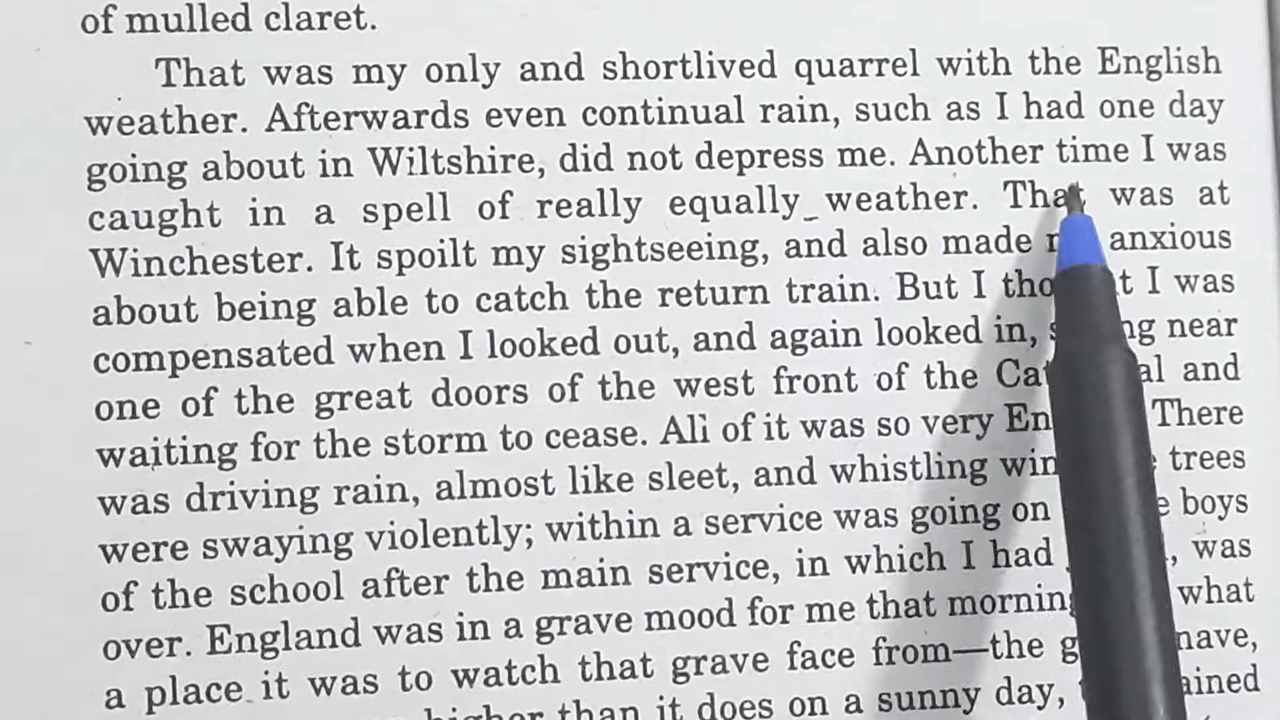 of mulled claret.
That was my only and shortlived quarrel with the English
weather. Afterwards even continual rain, such as I had one day
going about in Wiltshire, did not depress me. Another time I was
caught in a spell of really equally weather. That was at
Winchester. It spoilt my sightseeing, and also made anxious
about being able to catch the return train. But I I was
compensated when I looked out, and again looked in, near
one of the great doors of the west front of the and
waiting for the storm to cease. All of it was so very There
was driving rain, almost like sleet, and whistling trees
were swaying violently; within a service was going on boys
of the school after the main service, in which I had was
over. England was in a grave mood for me that morning what
a place it was to watch that grave face from—the nave,
higher than it does on a sunny day,